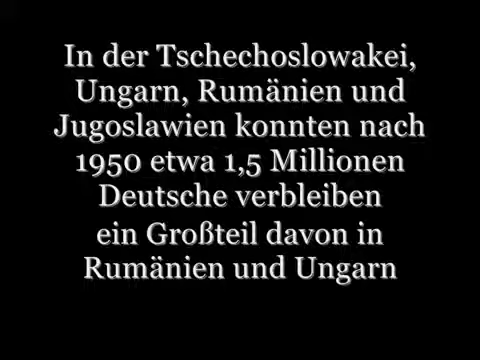 In der Tschechoslowakei,
Ungarn, Rumänien und
Jugoslawien konnten nach
1950 etwa 1,5 Millionen
Deutsche verbleiben
ein Großteil davon in
Rumänien und Ungarn